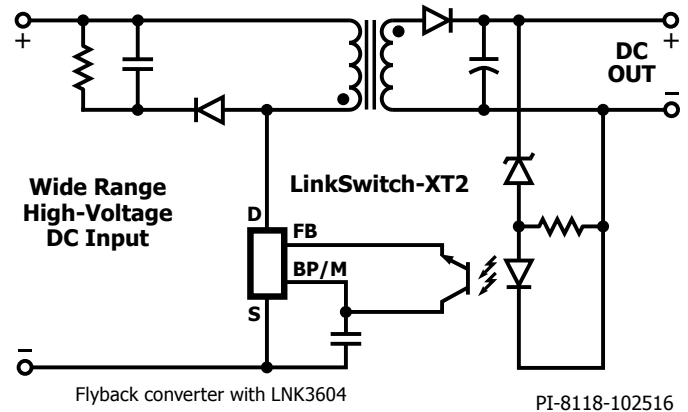 +
+
DC
OUT
−
Wide Range
High-Voltage
DC Input
LinkSwitch-XT2
D
FB
BP/M
S
−
Flyback converter with LNK3604
PI-8118-102516